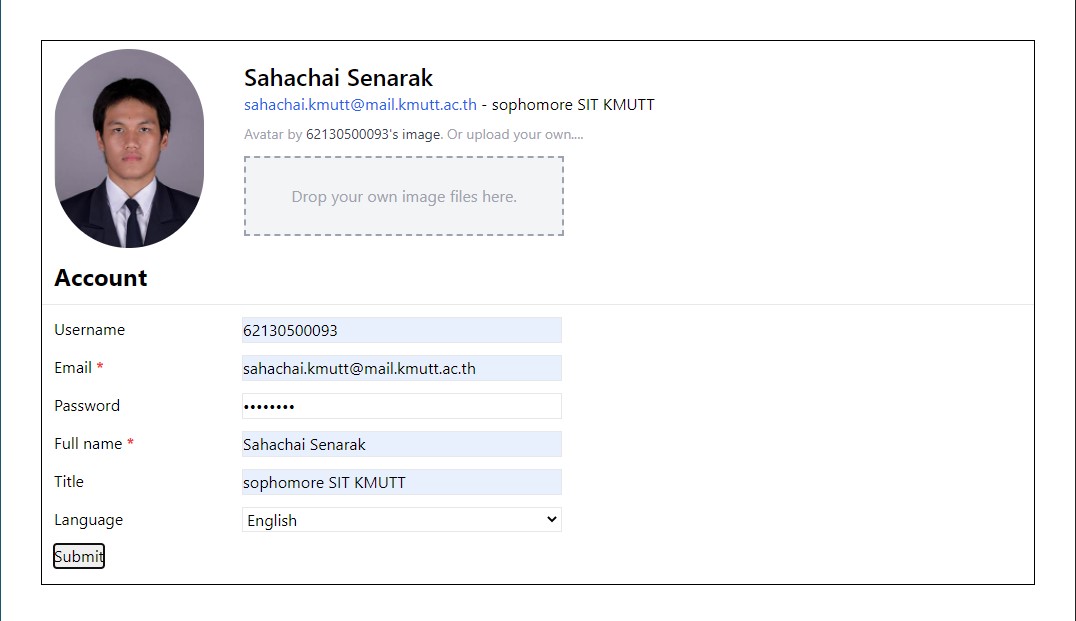 Sahachai Senarak
sahachai.kmutt@mail.kmutt.ac.th - sophomore SIT KMUTT
Avatar by 62130500093's image. Or upload your own....
Drop your own image files here.
Account
Username 62130500093
Email * sahachai.kmutt@mail.kmutt.ac.th
Password ••••••••
Full name * Sahachai Senarak
Title sophomore SIT KMUTT
Language English
Submit